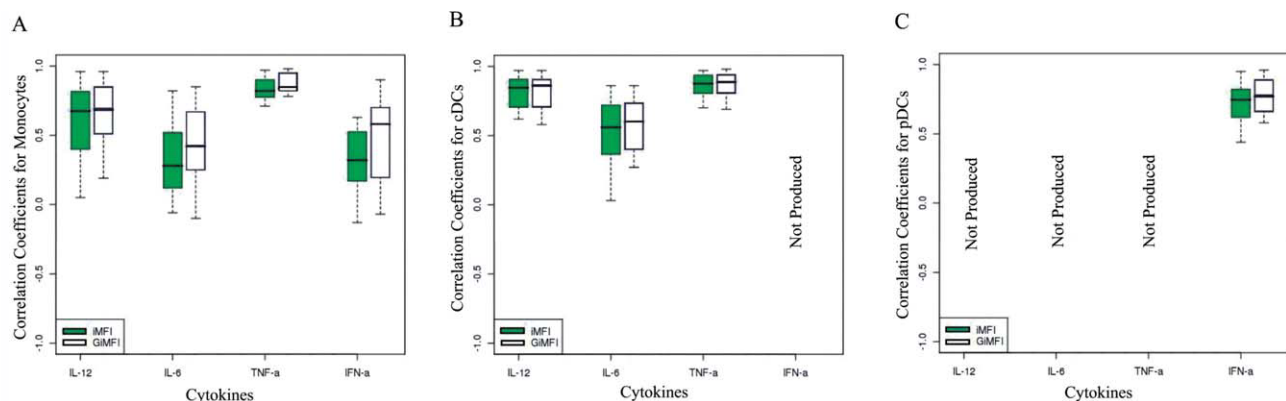 A
Correlation Coefficients for Monocytes
1.0
0.5
0.0
-0.5
-1.0
iMFI
GiMFI
IL-12
IL-6
TNF-a
IFN-a
Cytokines
B
Correlation Coefficients for cDCs
1.0
0.5
0.0
-0.5
-1.0
Not Produced
iMFI
GiMFI
IL-12
IL-6
TNF-a
IFN-a
Cytokines
C
Correlation Coefficients for pDCs
1.0
0.5
0.0
-0.5
-1.0
Not Produced
Not Produced
Not Produced
iMFI
GiMFI
IL-12
IL-6
TNF-a
IFN-a
Cytokines